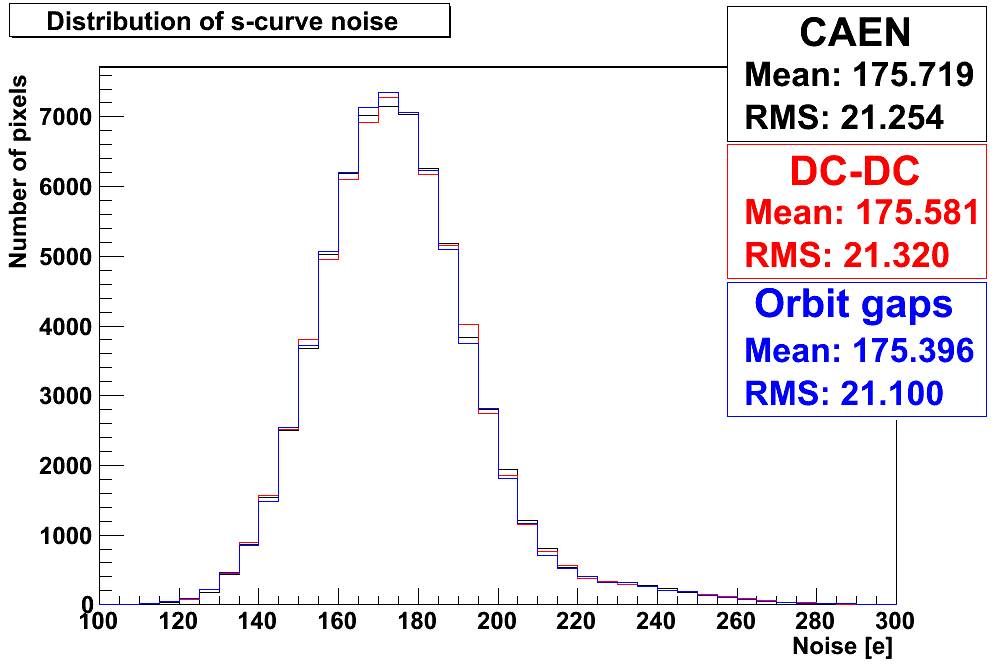 Distribution of s-curve noise
CAEN
Mean: 175.719
RMS: 21.254
DC-DC
Mean: 175.581
RMS: 21.320
Orbit gaps
Mean: 175.396
RMS: 21.100
Number of pixels
7000
6000
5000
4000
3000
2000
1000
0
100 120 140 160 180 200 220 240 260 280 300
Noise [e]